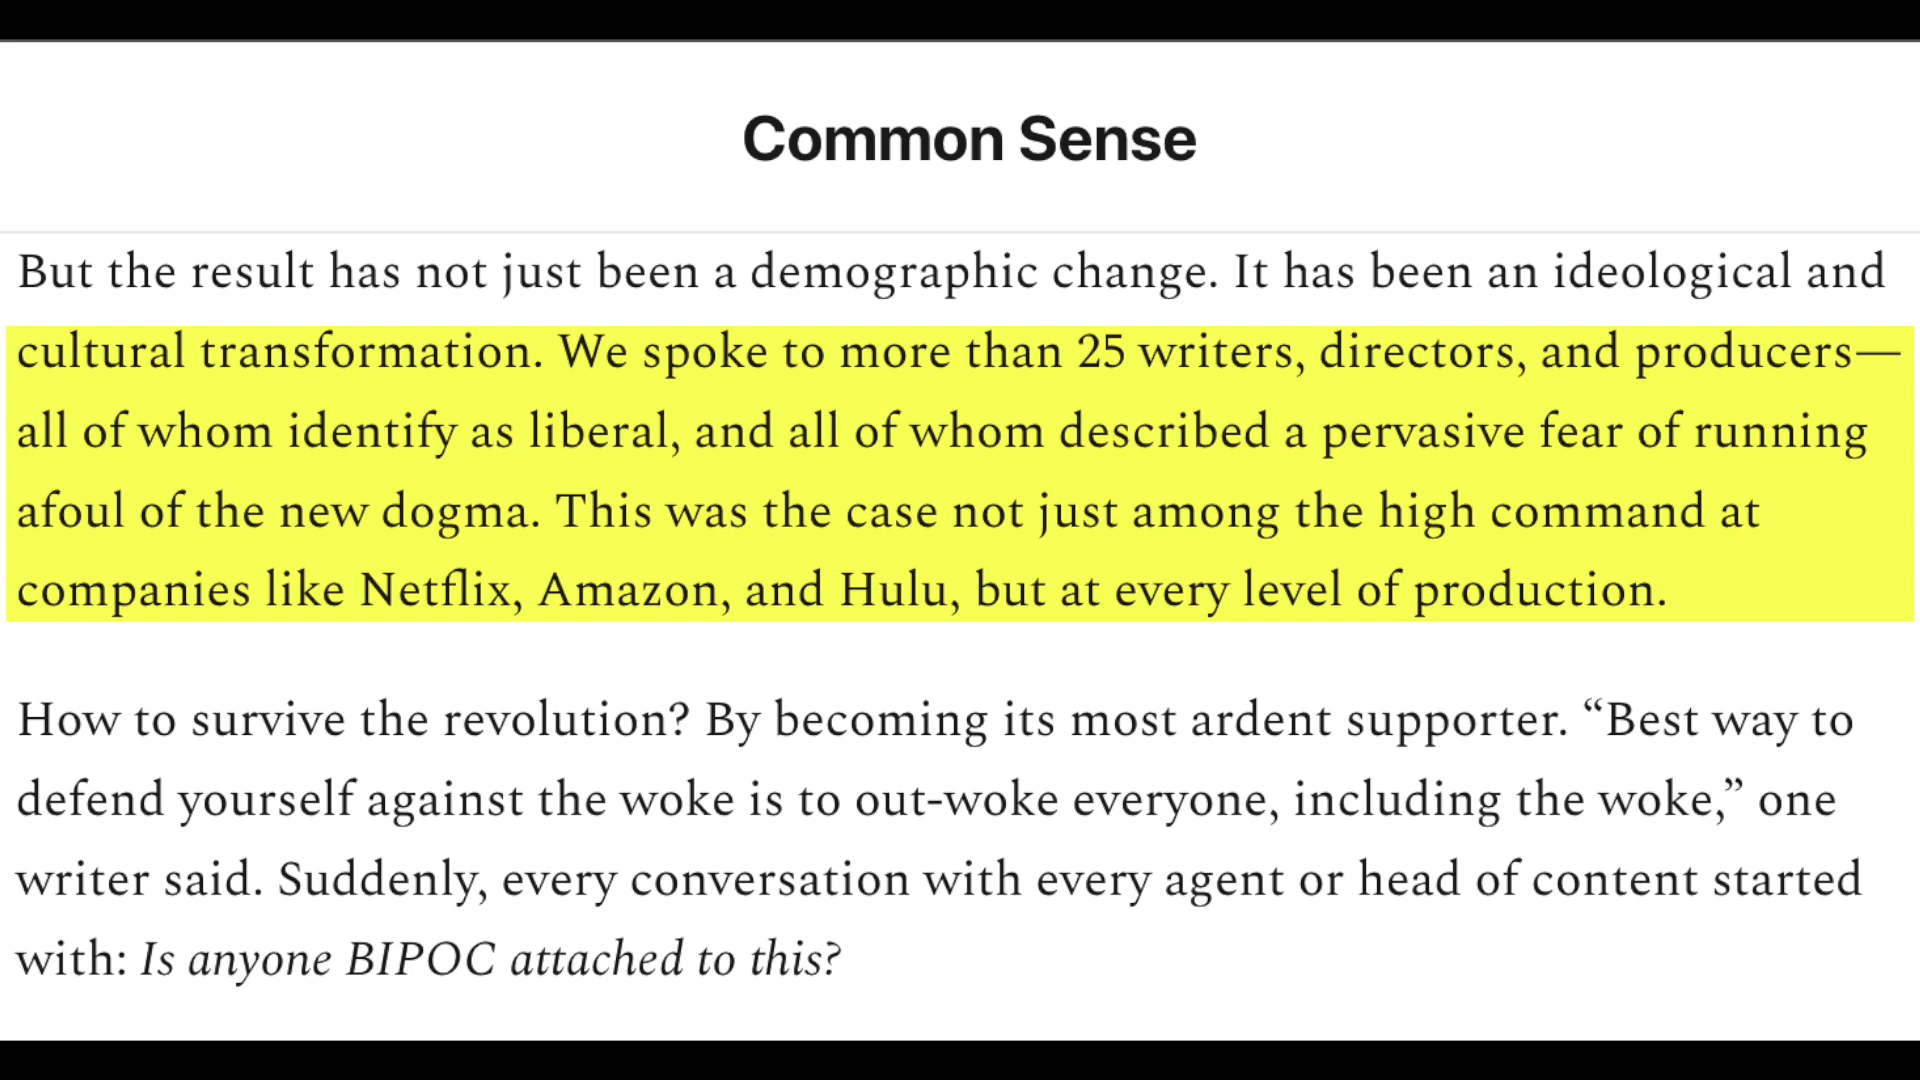 Common Sense
But the result has not just been a demographic change. It has been an ideological and
cultural transformation. We spoke to more than 25 writers, directors, and producers—
all of whom identify as liberal, and all of whom described a pervasive fear of running
afoul of the new dogma. This was the case not just among the high command at
companies like Netflix, Amazon, and Hulu, but at every level of production.
How to survive the revolution? By becoming its most ardent supporter. “Best way to
defend yourself against the woke is to out-woke everyone, including the woke,” one
writer said. Suddenly, every conversation with every agent or head of content started
with: Is anyone BIPOC attached to this?